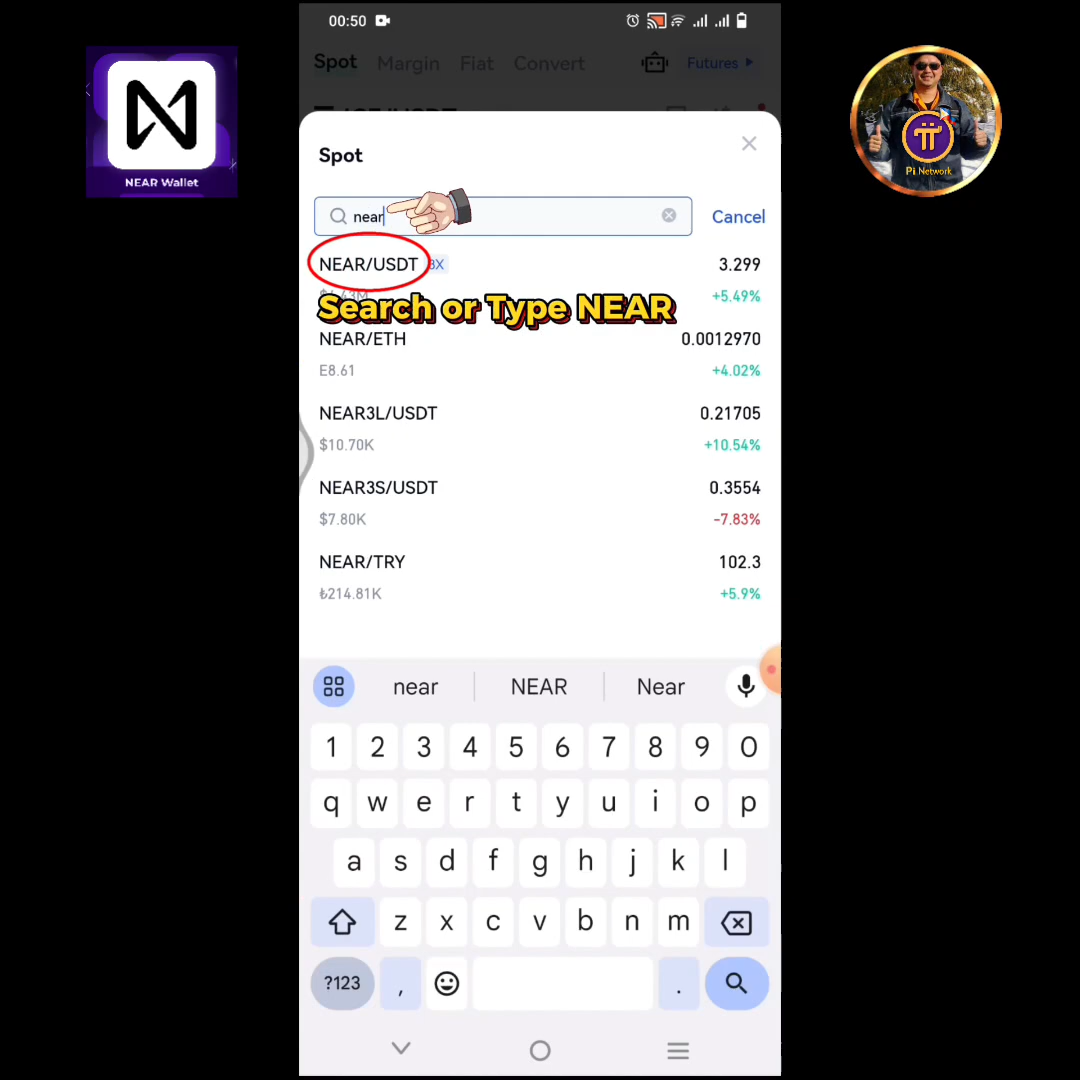 00:50
Spot Margin Fiat Convert Futures
NEAR Wallet
Pi Network
Spot
near
Cancel
NEAR/USDT 3X 3.299
+5.49%
Search or Type NEAR
NEAR/ETH 0.0012970
E8.61 +4.02%
NEAR3L/USDT 0.21705
$10.70K +10.54%
NEAR3S/USDT 0.3554
$7.80K -7.83%
NEAR/TRY 102.3
₺214.81K +5.9%
near NEAR Near
1 2 3 4 5 6 7 8 9 0
q w e r t y u i o p
a s d f g h j k l
z x c v b n m
?123 , .